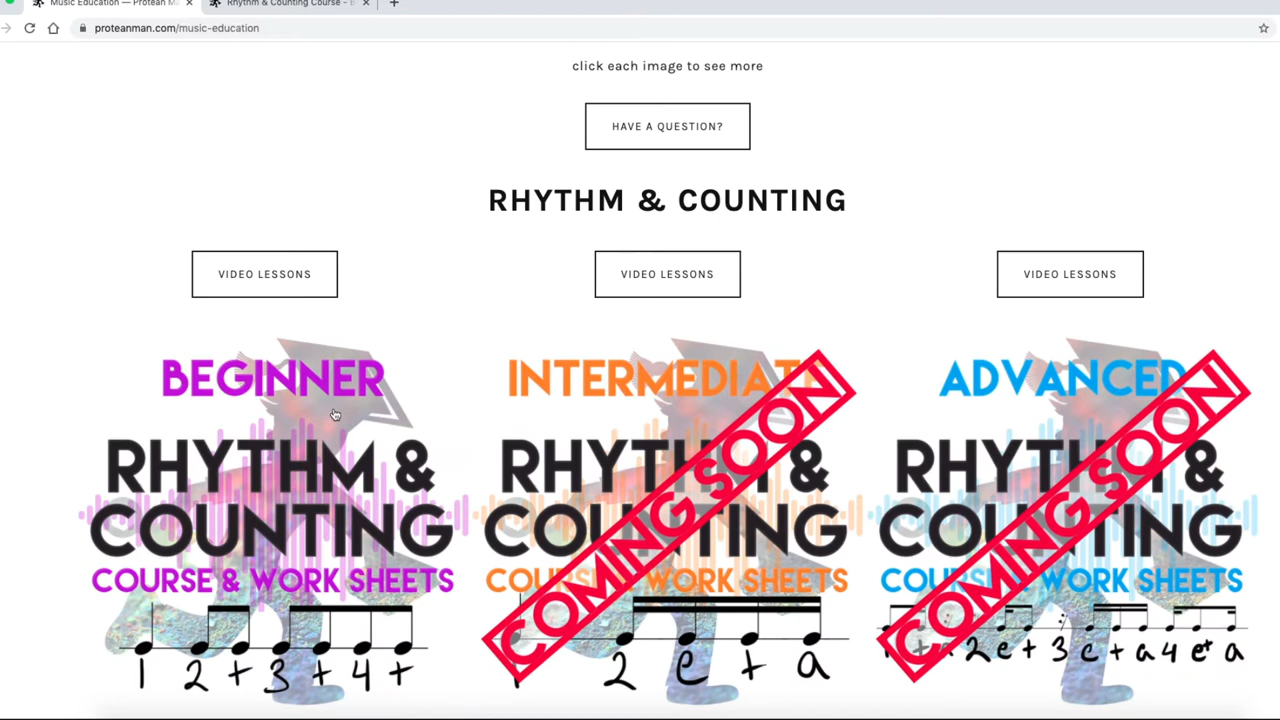 Music Education — Protean M
Rhythm & Counting Course - B
proteanman.com/music-education
click each image to see more
HAVE A QUESTION?
RHYTHM & COUNTING
VIDEO LESSONS
VIDEO LESSONS
VIDEO LESSONS
BEGINNER
RHYTHM &
COUNTING
COURSE & WORK SHEETS
1 2 + 3 + 4 +
INTERMEDIATE
RHYTHM &
COUNTING
COURSE & WORK SHEETS
COMING SOON!
2 e + a
ADVANCED
RHYTHM &
COUNTING
COURSE & WORK SHEETS
COMING SOON!
2 e + 3 e + a 4 e + a